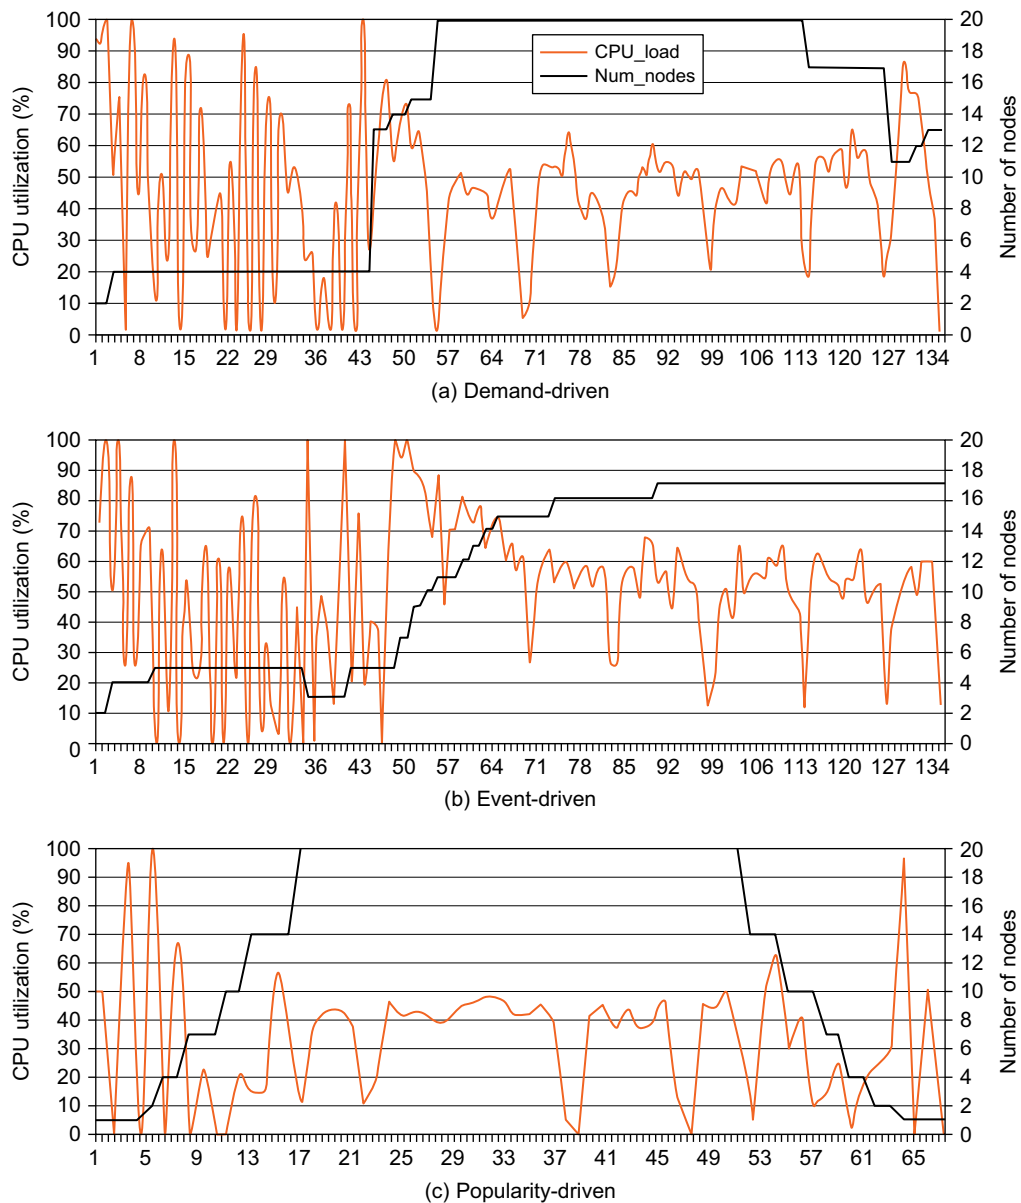 CPU utilization (%)
100 90 80 70 60 50 40 30 20 10 0
CPU_load
Num_nodes
20 18 16 14 12 10 8 6 4 2 0
Number of nodes
1 8 15 22 29 36 43 50 57 64 71 78 85 92 99 106 113 120 127 134
(a) Demand-driven
CPU utilization (%)
100 90 80 70 60 50 40 30 20 10 0
20 18 16 14 12 10 8 6 4 2 0
Number of nodes
1 8 15 22 29 36 43 50 57 64 71 78 85 92 99 106 113 120 127 134
(b) Event-driven
CPU utilization (%)
100 90 80 70 60 50 40 30 20 10 0
20 18 16 14 12 10 8 6 4 2 0
Number of nodes
1 5 9 13 17 21 25 29 33 37 41 45 49 53 57 61 65
(c) Popularity-driven